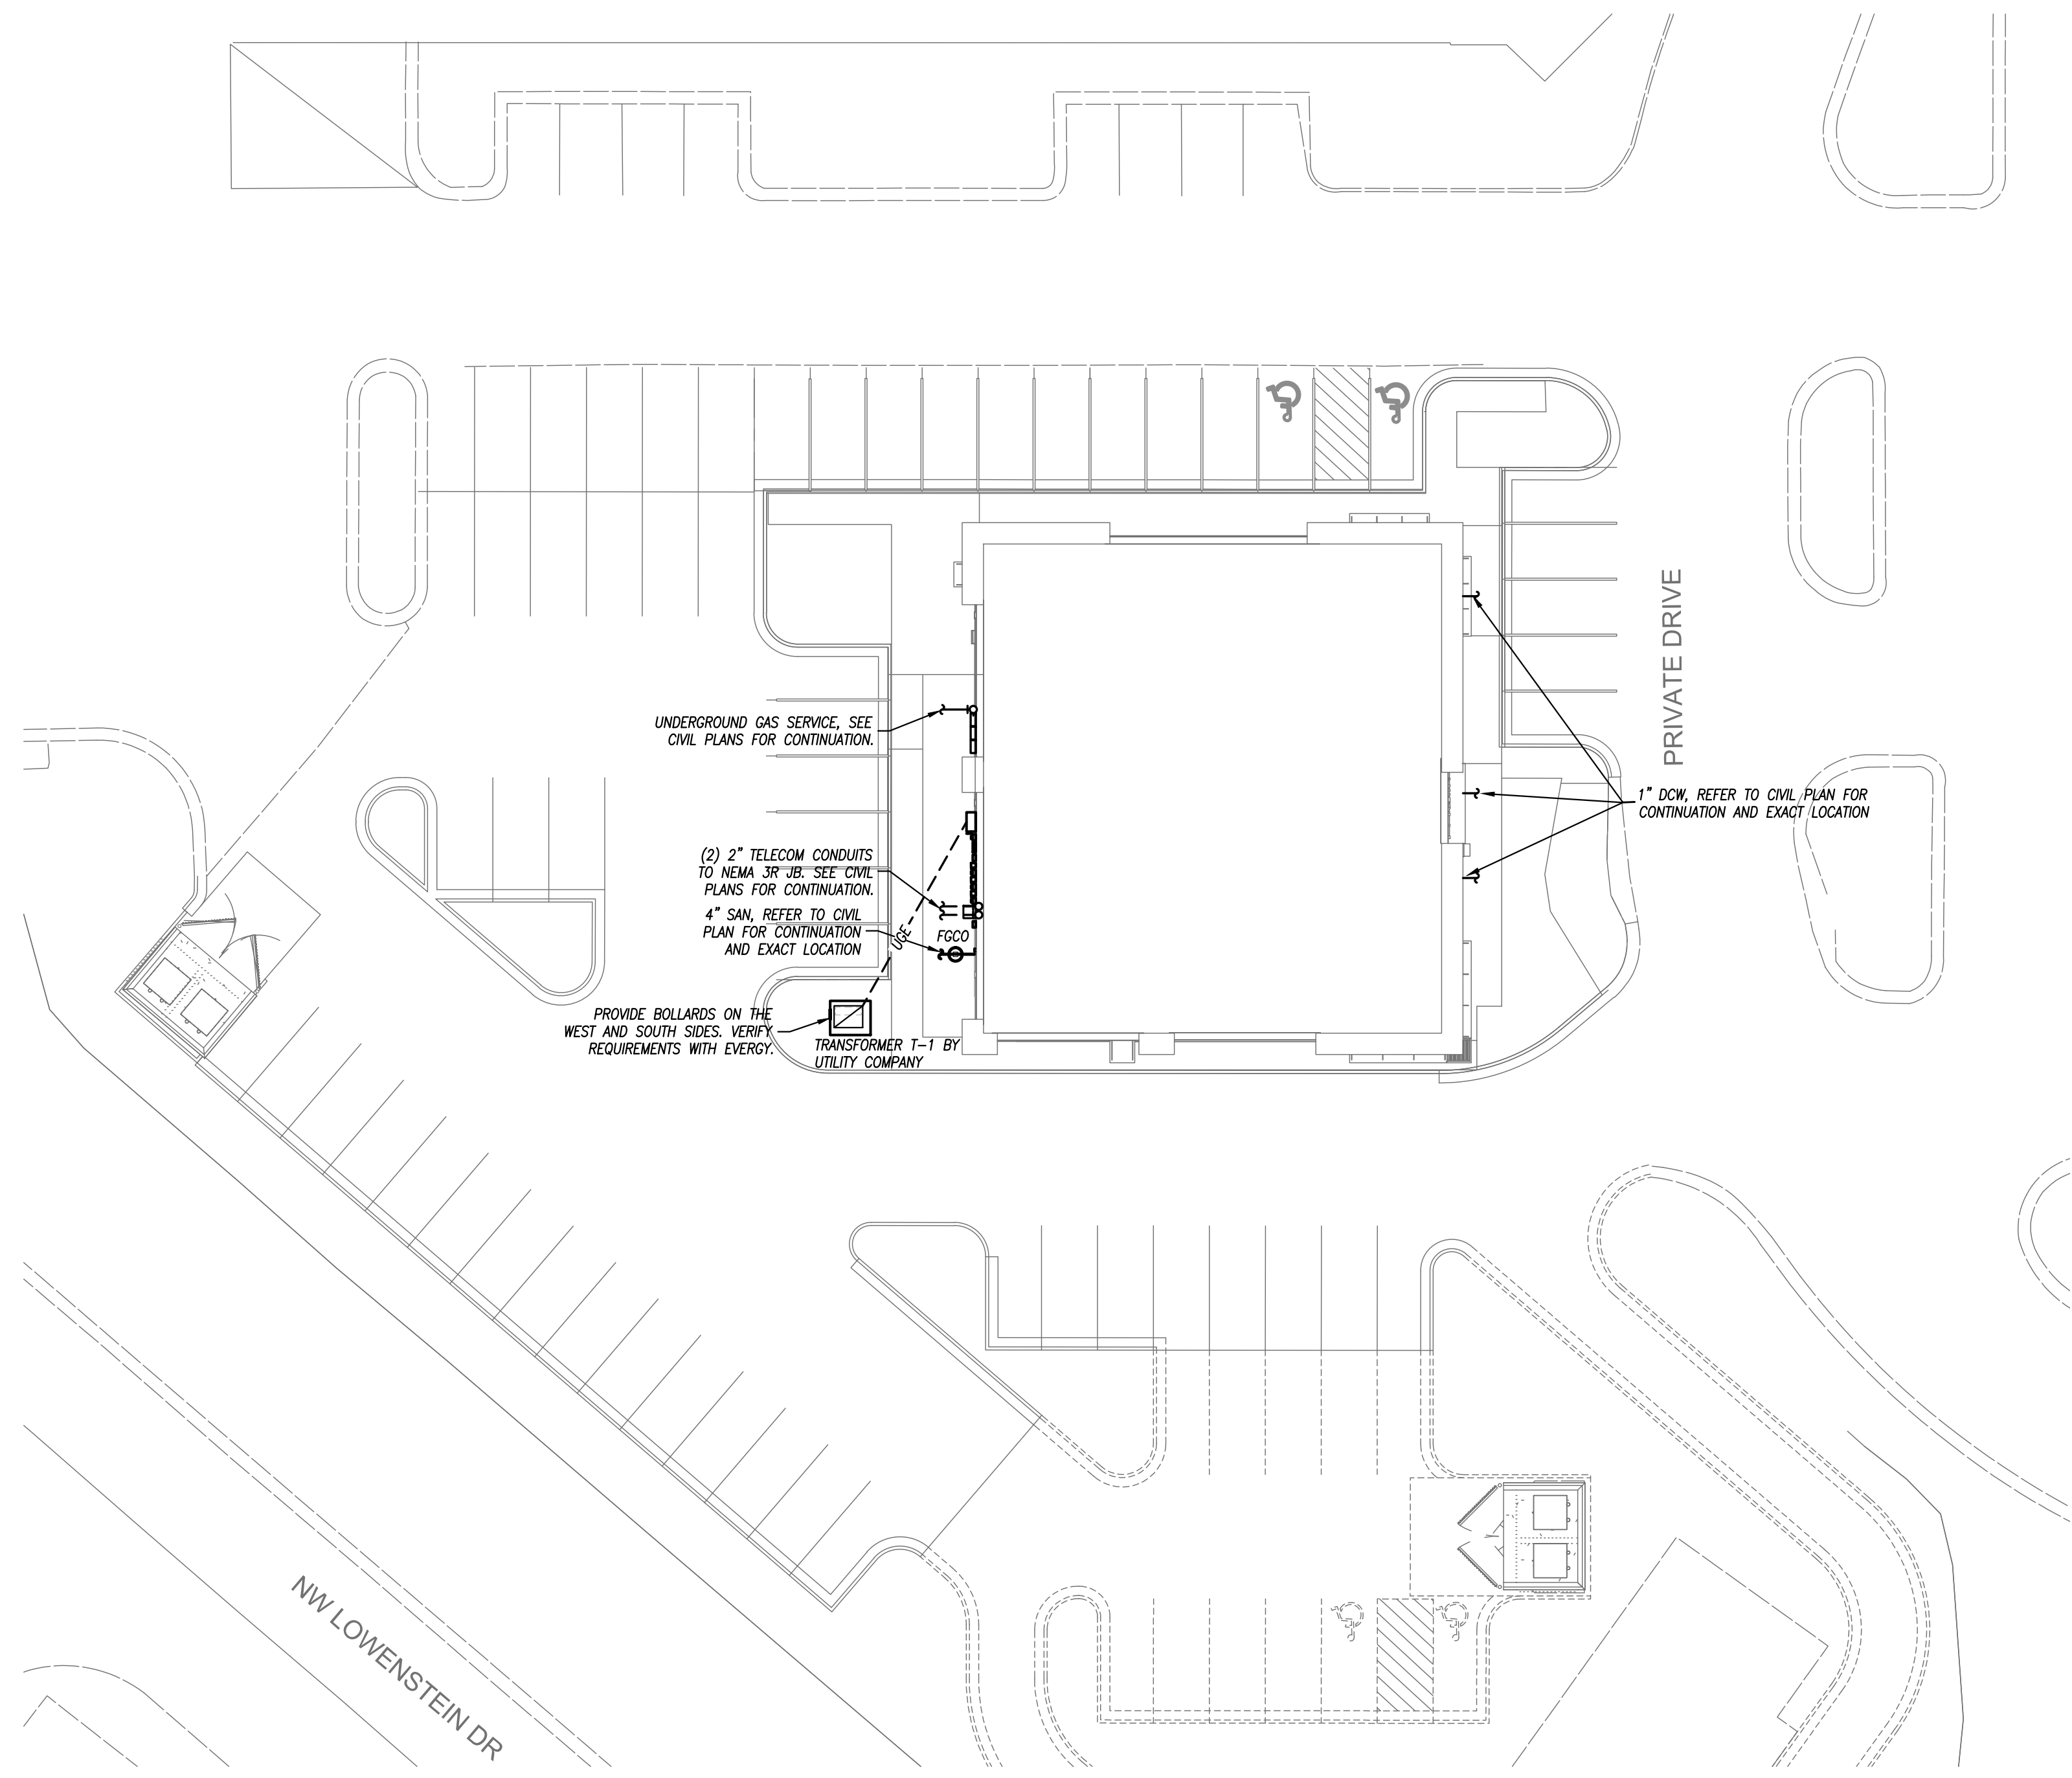 PRIVATE DRIVE
UNDERGROUND GAS SERVICE, SEE
CIVIL PLANS FOR CONTINUATION.
1" DCW, REFER TO CIVIL PLAN FOR
CONTINUATION AND EXACT LOCATION
(2) 2" TELECOM CONDUITS
TO NEMA 3R JB. SEE CIVIL
PLANS FOR CONTINUATION.
4" SAN, REFER TO CIVIL
PLAN FOR CONTINUATION
AND EXACT LOCATION
UGE
FGCO
PROVIDE BOLLARDS ON THE
WEST AND SOUTH SIDES. VERIFY
REQUIREMENTS WITH EVERGY.
TRANSFORMER T-1 BY
UTILITY COMPANY
NW LOWENSTEIN DR